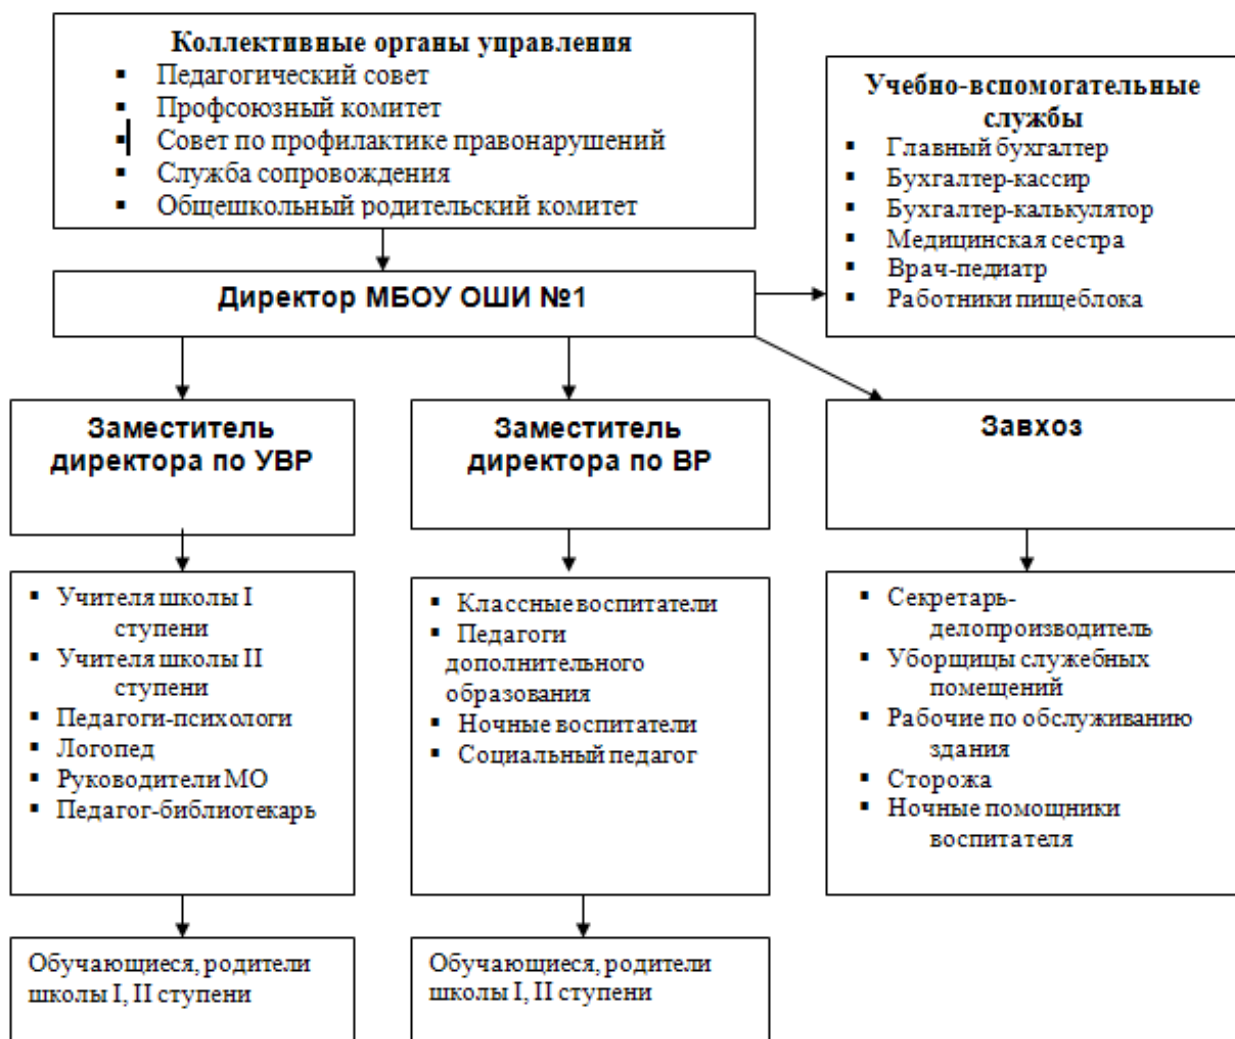 Коллективные органы управления
▪ Педагогический совет
▪ Профсоюзный комитет
▪ Совет по профилактике правонарушений
▪ Служба сопровождения
▪ Общешкольный родительский комитет
Учебно-вспомогательные
службы
▪ Главный бухгалтер
▪ Бухгалтер-кассир
▪ Бухгалтер-калькулятор
▪ Медицинская сестра
▪ Врач-педиатр
▪ Работники пищеблока
Директор МБОУ ОШИ №1
Заместитель
директора по УВР
Заместитель
директора по ВР
Завхоз
▪ Учителя школы I
ступени
▪ Учителя школы II
ступени
▪ Педагоги-психологи
▪ Логопед
▪ Руководители МО
▪ Педагог-библиотекарь
▪ Классные воспитатели
▪ Педагоги
дополнительного
образования
▪ Ночные воспитатели
▪ Социальный педагог
▪ Секретарь-
делопроизводитель
▪ Уборщицы служебных
помещений
▪ Рабочие по обслуживанию
здания
▪ Сторожа
▪ Ночные помощники
воспитателя
Обучающиеся, родители
школы I, II ступени
Обучающиеся, родители
школы I, II ступени